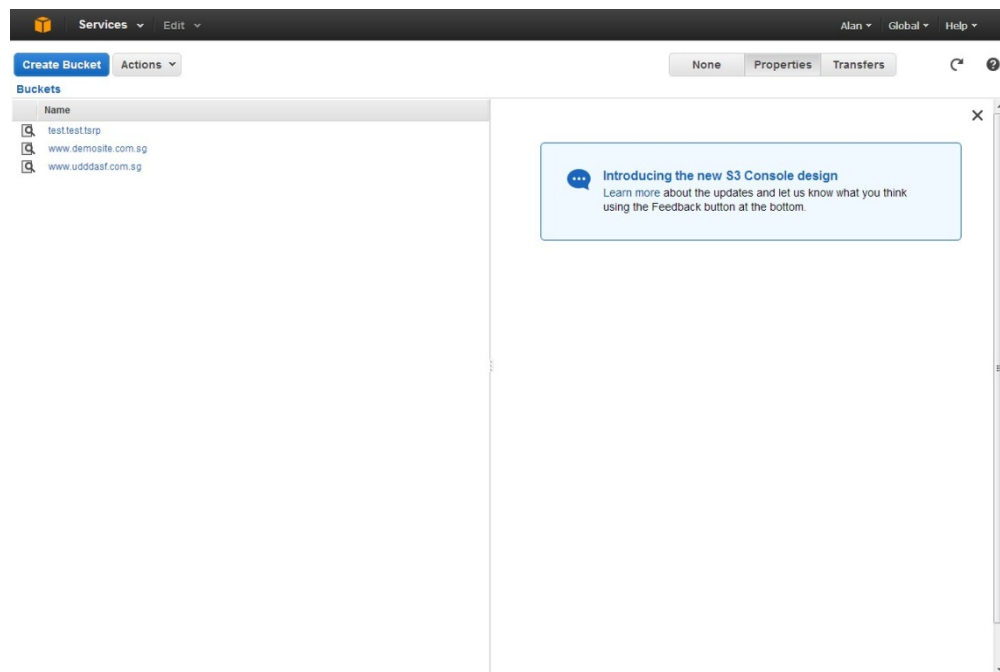 Services Edit Alan Global Help
Create Bucket Actions None Properties Transfers
Buckets
Name
test.test.tsrp
www.demosite.com.sg
www.udddasf.com.sg
Introducing the new S3 Console design
Learn more about the updates and let us know what you think
using the Feedback button at the bottom.